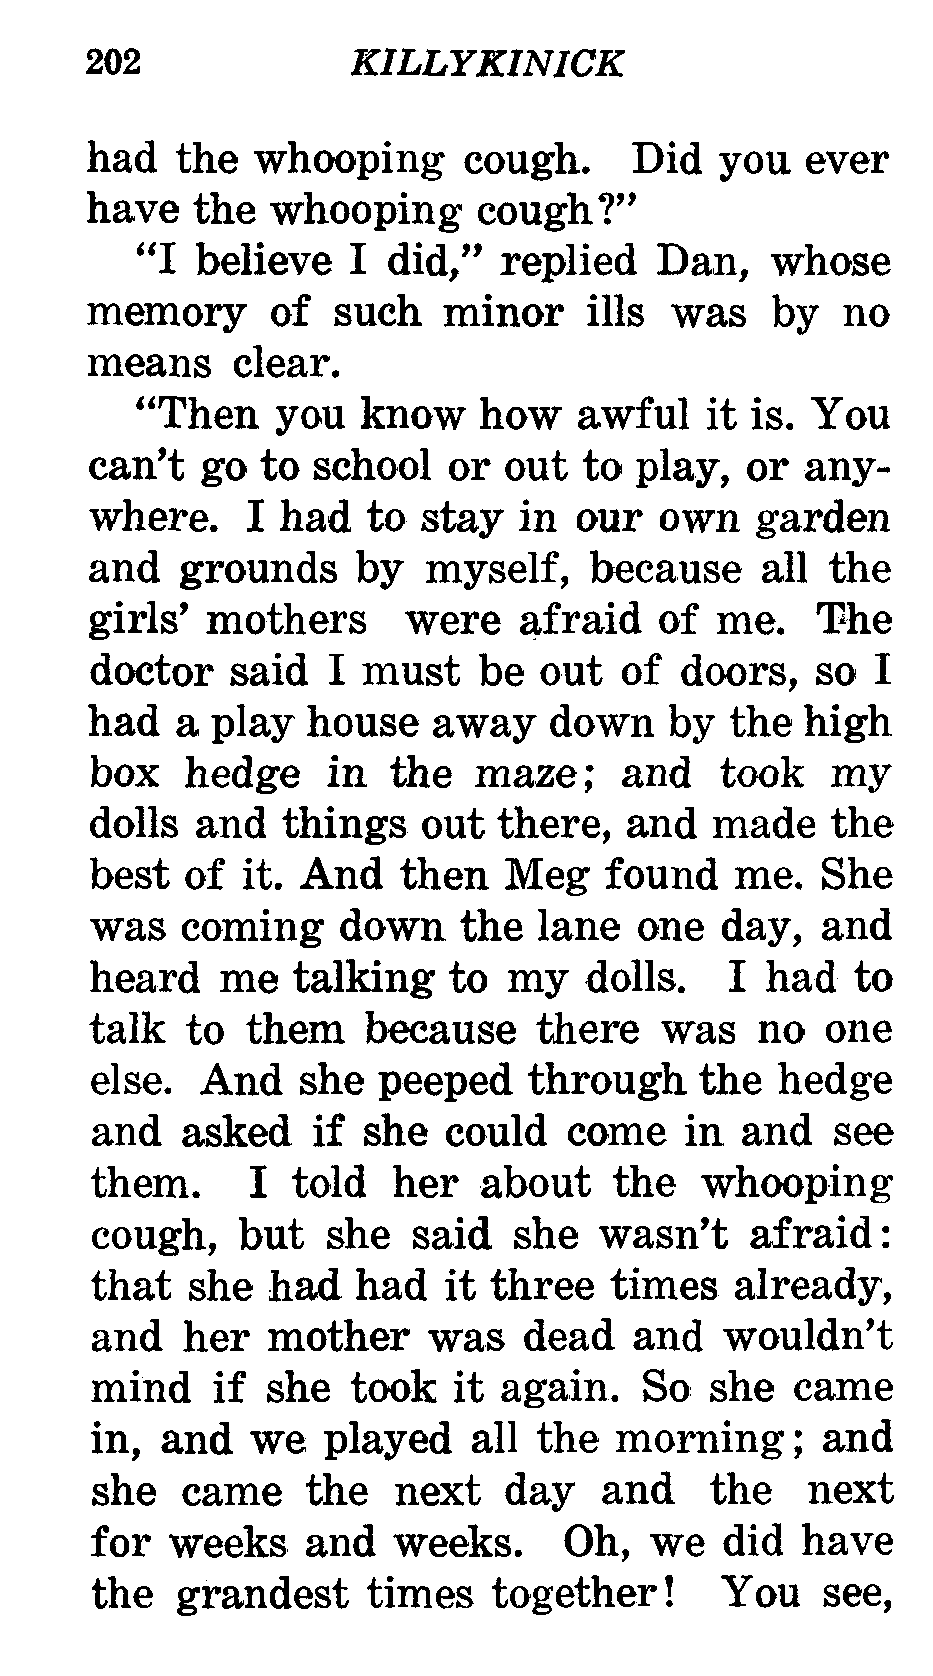 202 KILLYKINICK
had the whooping cough. Did you ever
have the whooping cough?"
"I believe I did," replied Dan, whose
memory of such minor ills was by no
means clear.
"Then you know how awful it is. You
can't go to school or out to play, or any-
where. I had to stay in our own garden
and grounds by myself, because all the
girls' mothers were afraid of me. The
doctor said I must be out of doors, so I
had a play house away down by the high
box hedge in the maze; and took my
dolls and things out there, and made the
best of it. And then Meg found me. She
was coming down the lane one day, and
heard me talking to my dolls. I had to
talk to them because there was no one
else. And she peeped through the hedge
and asked if she could come in and see
them. I told her about the whooping
cough, but she said she wasn't afraid:
that she had had it three times already,
and her mother was dead and wouldn't
mind if she took it again. So she came
in, and we played all the morning; and
she came the next day and the next
for weeks and weeks. Oh, we did have
the grandest times together! You see,